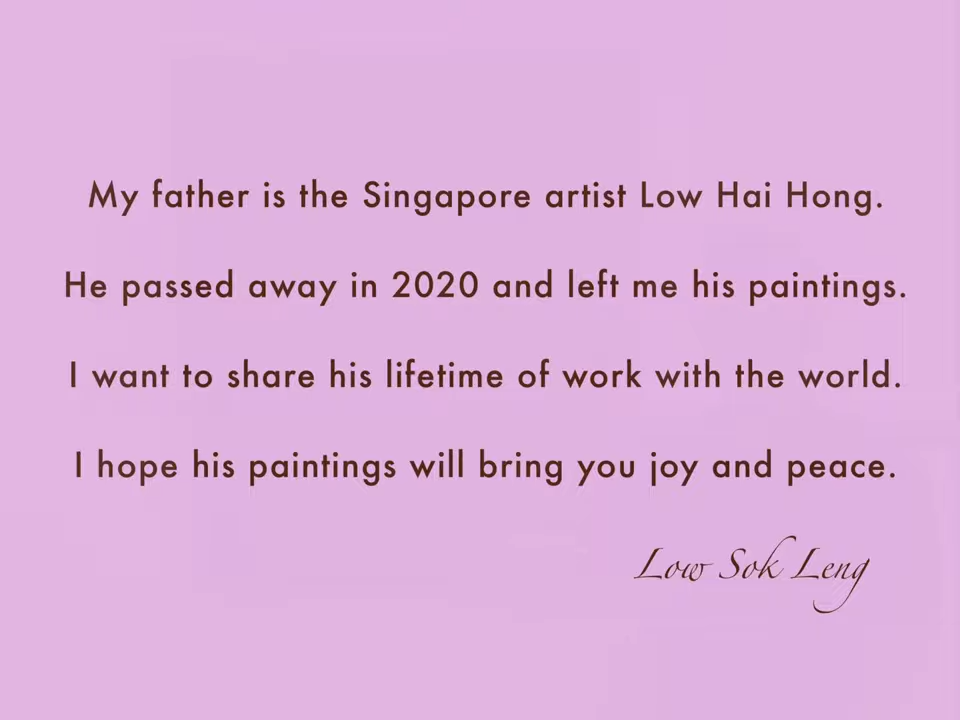 My father is the Singapore artist Low Hai Hong.
He passed away in 2020 and left me his paintings.
I want to share his lifetime of work with the world.
I hope his paintings will bring you joy and peace.
Low Sok Leng